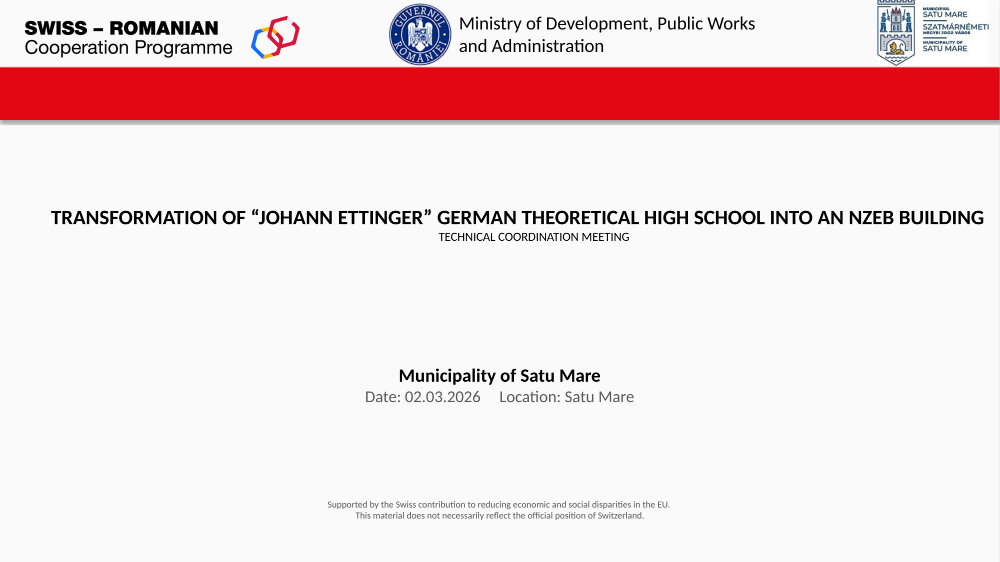 SWISS – ROMANIAN
Cooperation Programme
GUVERNUL
ROMÂNIEI
Ministry of Development, Public Works
and Administration
MUNICIPIUL
SATU MARE
SZATMÁRNÉMETI
MEGYEI JOGÚ VÁROS
MUNICIPALITY OF
SATU MARE
TRANSFORMATION OF “JOHANN ETTINGER” GERMAN THEORETICAL HIGH SCHOOL INTO AN NZEB BUILDING
TECHNICAL COORDINATION MEETING
Municipality of Satu Mare
Date: 02.03.2026 Location: Satu Mare
Supported by the Swiss contribution to reducing economic and social disparities in the EU.
This material does not necessarily reflect the official position of Switzerland.